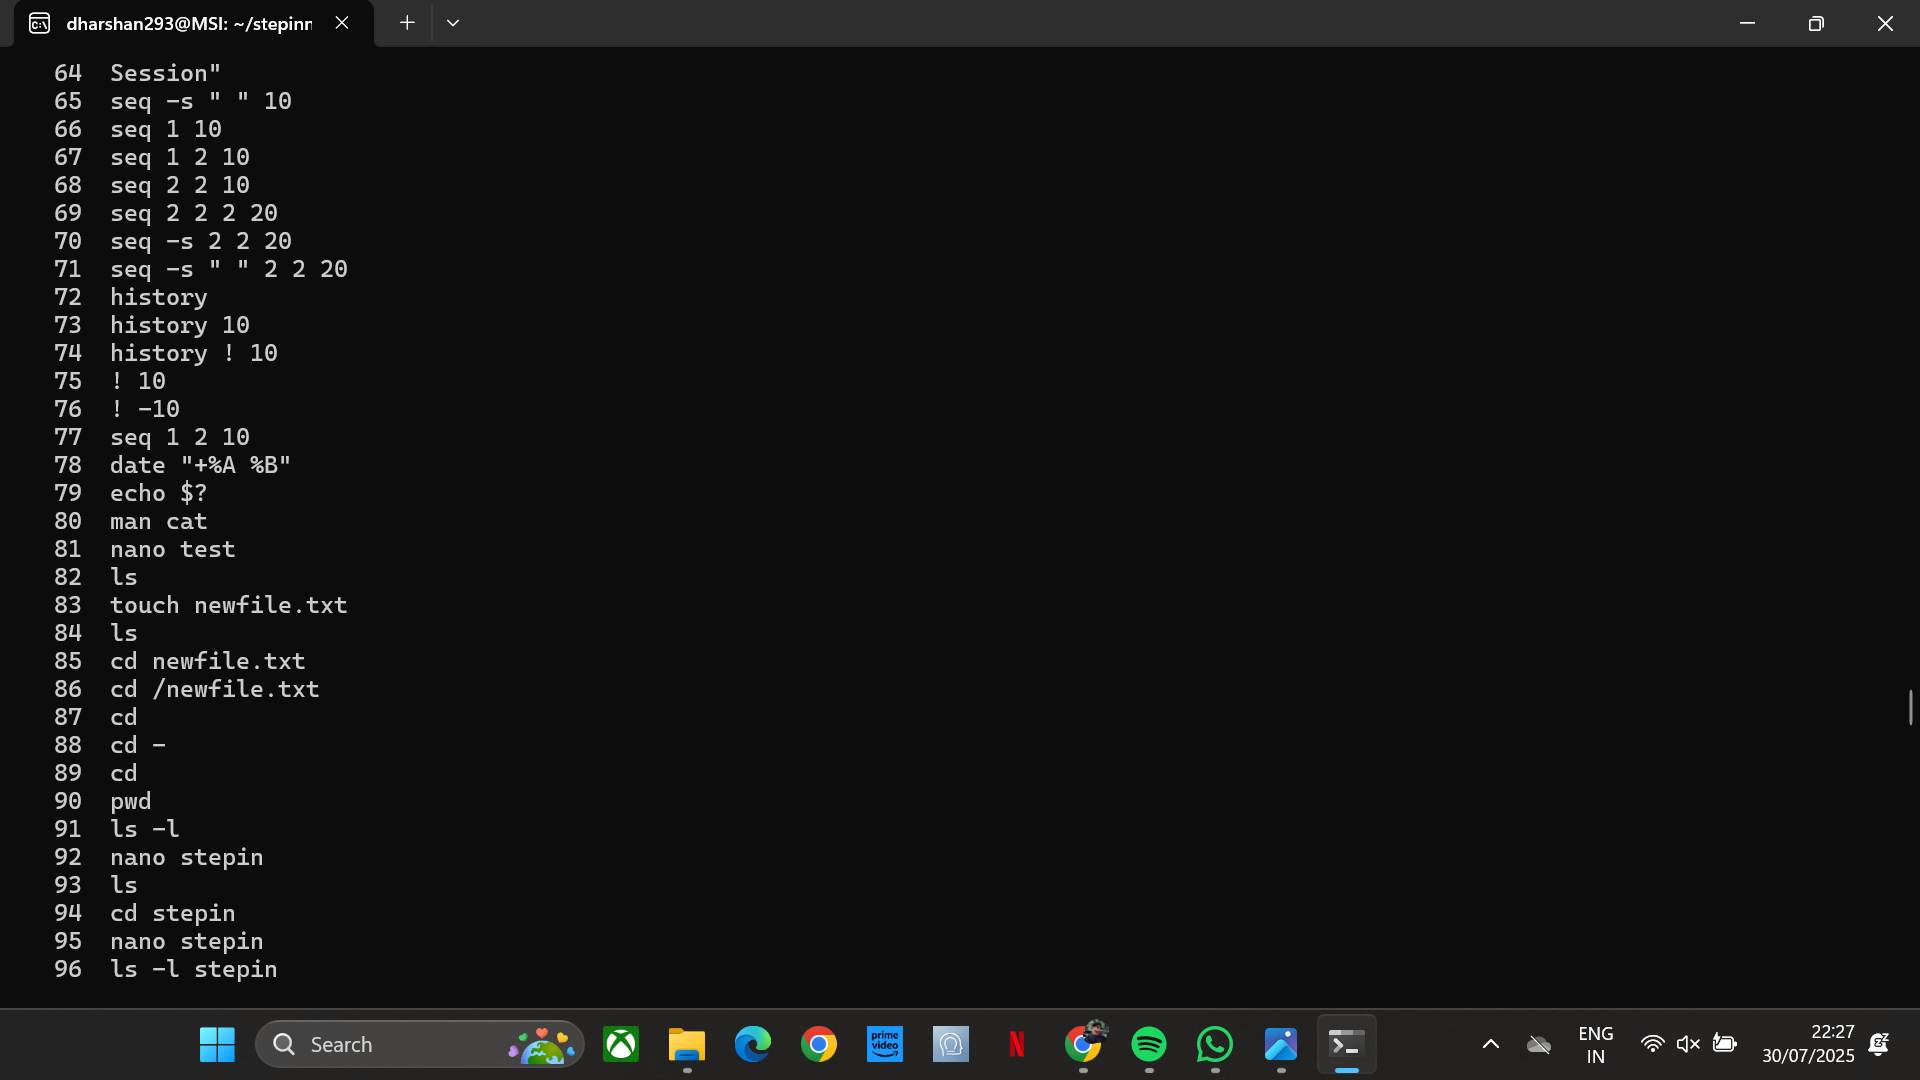 dharshan293@MSI: ~/stepinn
64 Session"
65 seq -s " " 10
66 seq 1 10
67 seq 1 2 10
68 seq 2 2 10
69 seq 2 2 2 20
70 seq -s 2 2 20
71 seq -s " " 2 2 20
72 history
73 history 10
74 history ! 10
75 ! 10
76 ! -10
77 seq 1 2 10
78 date "+%A %B"
79 echo $?
80 man cat
81 nano test
82 ls
83 touch newfile.txt
84 ls
85 cd newfile.txt
86 cd /newfile.txt
87 cd
88 cd -
89 cd
90 pwd
91 ls -l
92 nano stepin
93 ls
94 cd stepin
95 nano stepin
96 ls -l stepin
Search
prime video
ENG
IN
22:27
30/07/2025